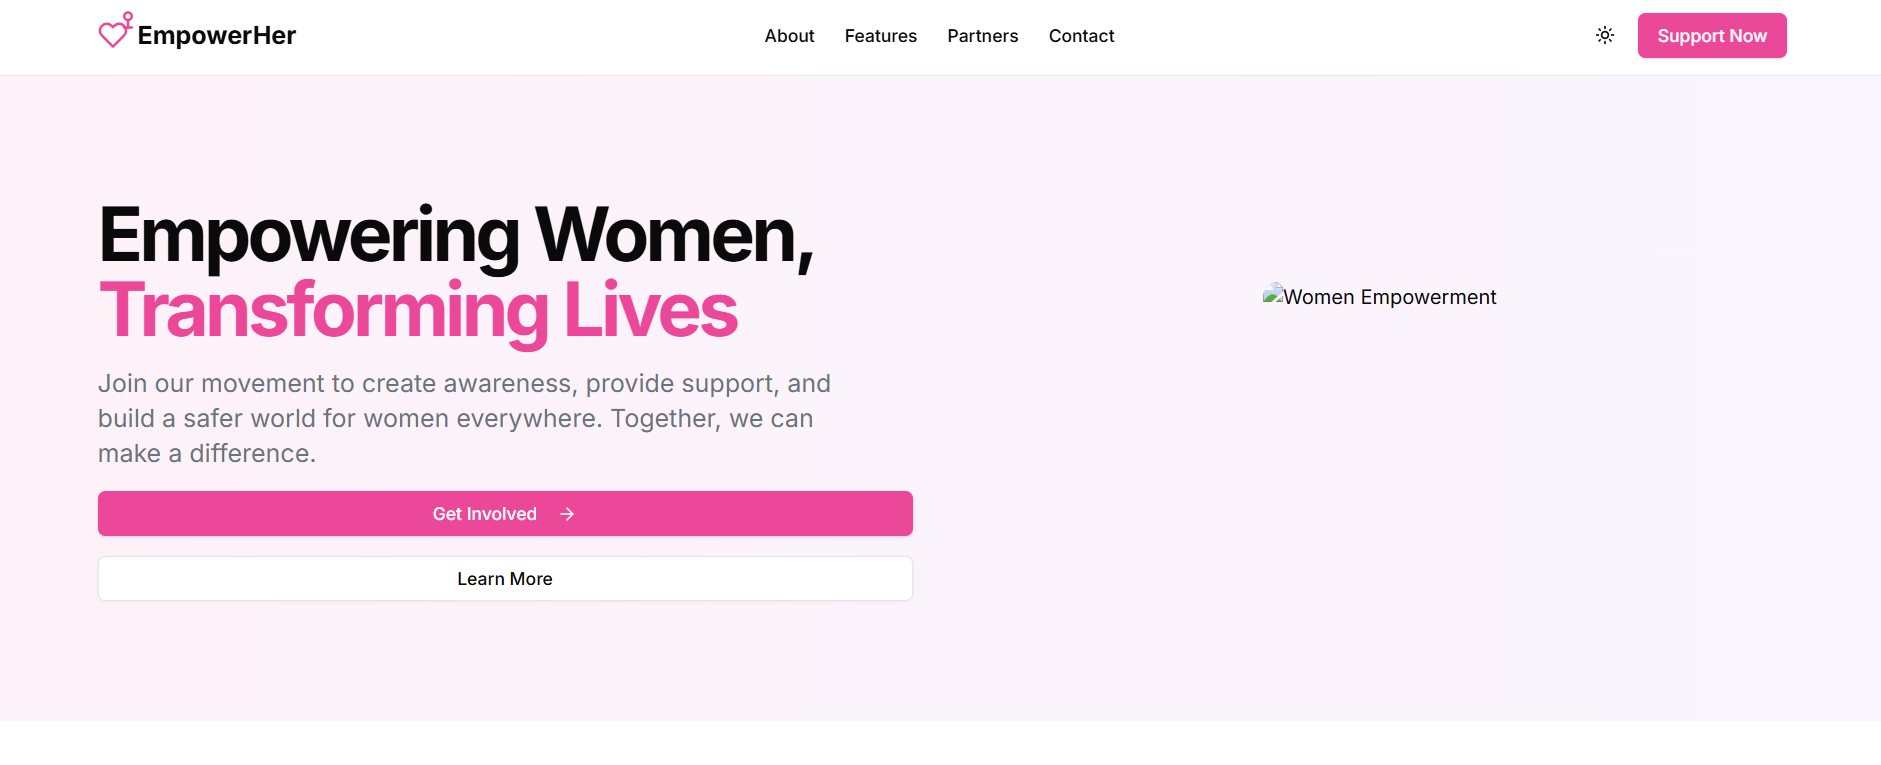 EmpowerHer
About
Features
Partners
Contact
Support Now
Empowering Women,
Transforming Lives
Join our movement to create awareness, provide support, and
build a safer world for women everywhere. Together, we can
make a difference.
Get Involved
Learn More
Women Empowerment